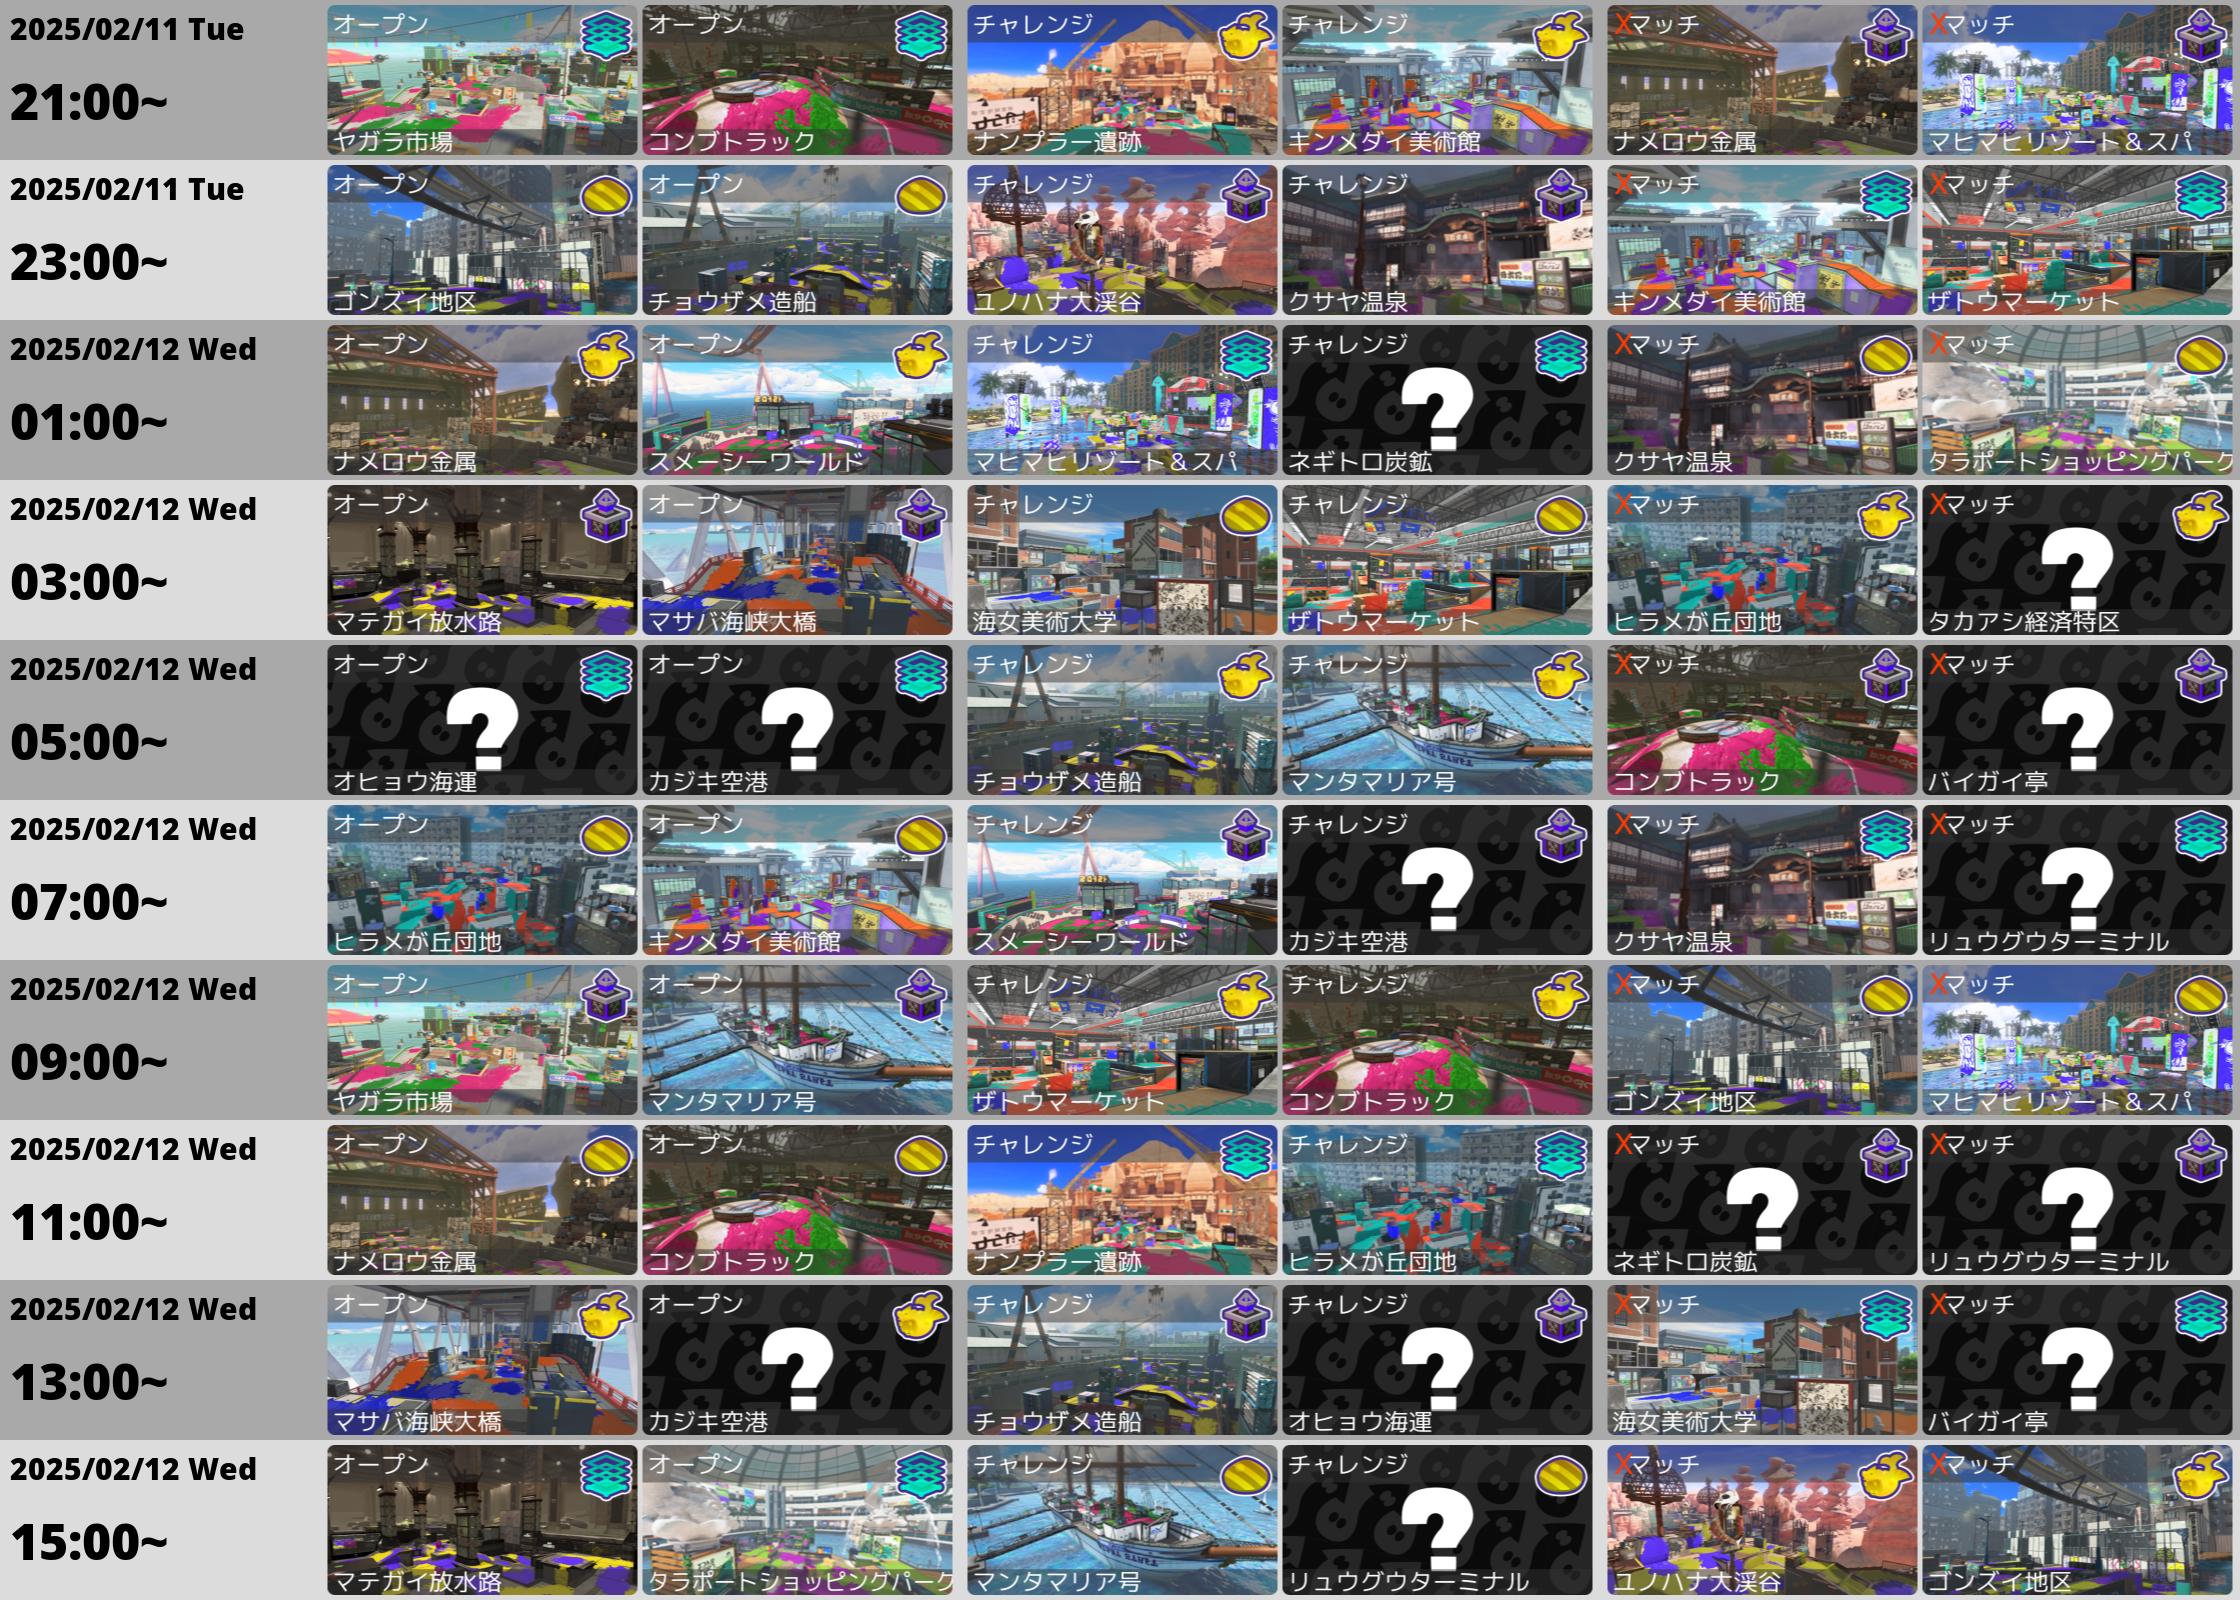 2025/02/11 Tue
21:00~
オープン
ヤガラ市場
オープン
コンブトラック
チャレンジ
ナンプラー遺跡
チャレンジ
キンメダイ美術館
Xマッチ
ナメロウ金属
Xマッチ
マヒマヒリゾート＆スパ
2025/02/11 Tue
23:00~
オープン
ゴンズイ地区
オープン
チョウザメ造船
チャレンジ
ユノハナ大渓谷
チャレンジ
クサヤ温泉
Xマッチ
キンメダイ美術館
Xマッチ
ザトウマーケット
2025/02/12 Wed
01:00~
オープン
ナメロウ金属
オープン
スメーシーワールド
チャレンジ
マヒマヒリゾート＆スパ
チャレンジ
?
ネギトロ炭鉱
Xマッチ
クサヤ温泉
Xマッチ
タラポートショッピングパーク
2025/02/12 Wed
03:00~
オープン
マテガイ放水路
オープン
マサバ海峡大橋
チャレンジ
海女美術大学
チャレンジ
ザトウマーケット
Xマッチ
ヒラメが丘団地
Xマッチ
?
タカアシ経済特区
2025/02/12 Wed
05:00~
オープン
?
オヒョウ海運
オープン
?
カジキ空港
チャレンジ
チョウザメ造船
チャレンジ
マンタマリア号
Xマッチ
コンブトラック
Xマッチ
?
バイガイ亭
2025/02/12 Wed
07:00~
オープン
ヒラメが丘団地
オープン
キンメダイ美術館
チャレンジ
スメーシーワールド
チャレンジ
?
カジキ空港
Xマッチ
クサヤ温泉
Xマッチ
?
リュウグウターミナル
2025/02/12 Wed
09:00~
オープン
ヤガラ市場
オープン
マンタマリア号
チャレンジ
ザトウマーケット
チャレンジ
コンブトラック
Xマッチ
ゴンズイ地区
Xマッチ
マヒマヒリゾート＆スパ
2025/02/12 Wed
11:00~
オープン
ナメロウ金属
オープン
コンブトラック
チャレンジ
ナンプラー遺跡
チャレンジ
ヒラメが丘団地
Xマッチ
?
ネギトロ炭鉱
Xマッチ
?
リュウグウターミナル
2025/02/12 Wed
13:00~
オープン
マサバ海峡大橋
オープン
?
カジキ空港
チャレンジ
チョウザメ造船
チャレンジ
?
オヒョウ海運
Xマッチ
海女美術大学
Xマッチ
?
バイガイ亭
2025/02/12 Wed
15:00~
オープン
マテガイ放水路
オープン
タラポートショッピングパーク
チャレンジ
マンタマリア号
チャレンジ
?
リュウグウターミナル
Xマッチ
ユノハナ大渓谷
Xマッチ
ゴンズイ地区